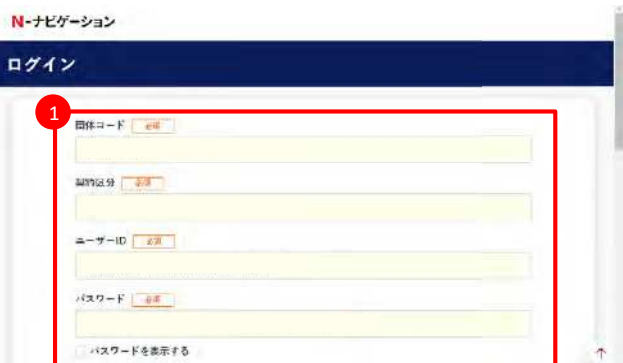 N-ナビゲーション
ログイン
1
団体コード 必須
契約区分 必須
ユーザーID 必須
パスワード 必須
パスワードを表示する
↑